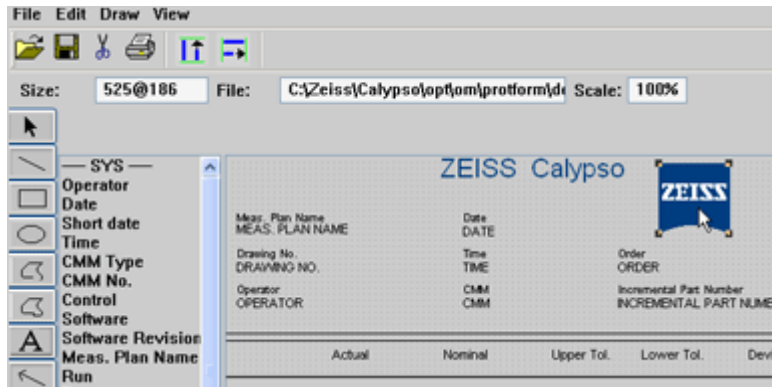 File Edit Draw View
Size: 525@186 File: C:\Zeiss\Calypso\opt\om\protform\de Scale: 100%
SYS
Operator
Date
Short date
Time
CMM Type
CMM No.
Control
Software
Software Revision
Meas. Plan Name
Run
A
ZEISS Calypso
ZEISS
Meas. Plan Name Date
MEAS. PLAN NAME DATE
Drawing No. Time Order
DRAWING NO. TIME ORDER
Operator CMM Incremental Part Number
OPERATOR CMM INCREMENTAL PART NUME
Actual Nominal Upper Tol. Lower Tol. Devi